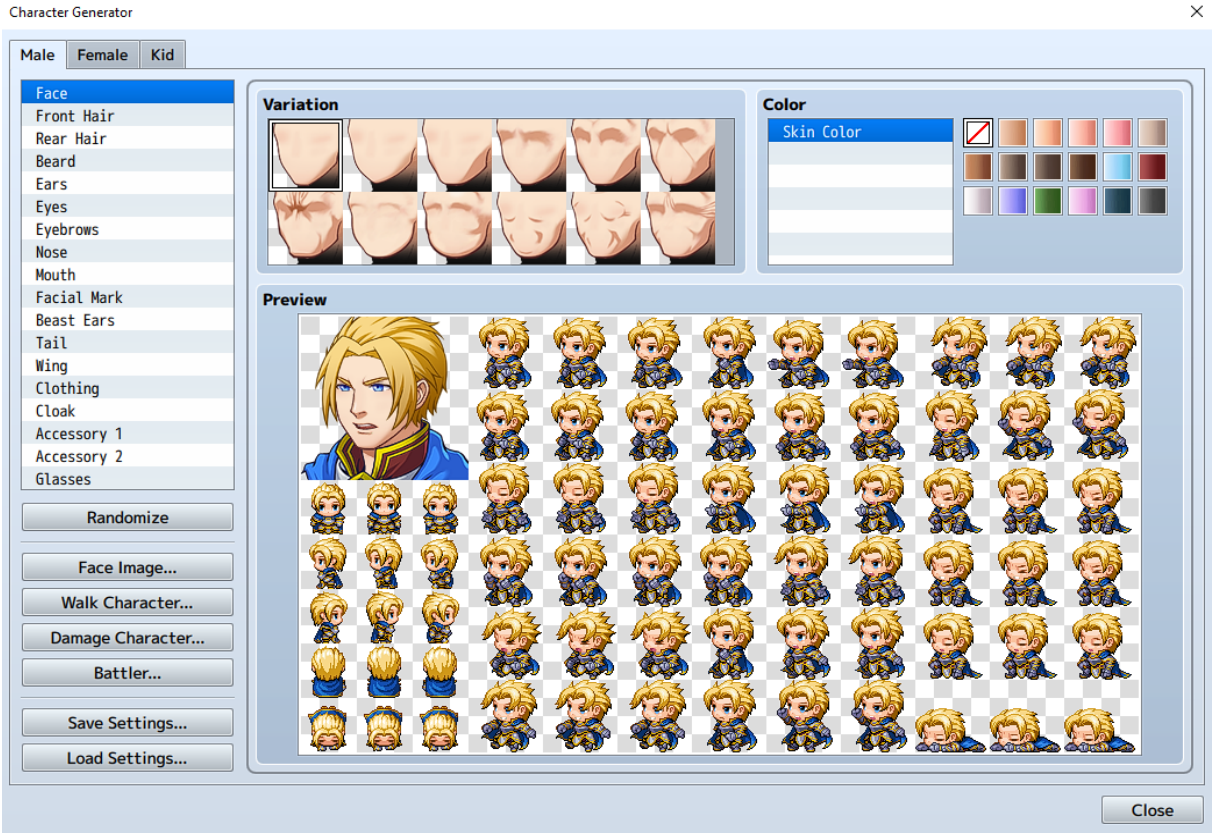 Character Generator
Male Female Kid
Face
Front Hair
Rear Hair
Beard
Ears
Eyes
Eyebrows
Nose
Mouth
Facial Mark
Beast Ears
Tail
Wing
Clothing
Cloak
Accessory 1
Accessory 2
Glasses
Randomize
Face Image...
Walk Character...
Damage Character...
Battler...
Save Settings...
Load Settings...
Variation
Color
Skin Color
Preview
Close